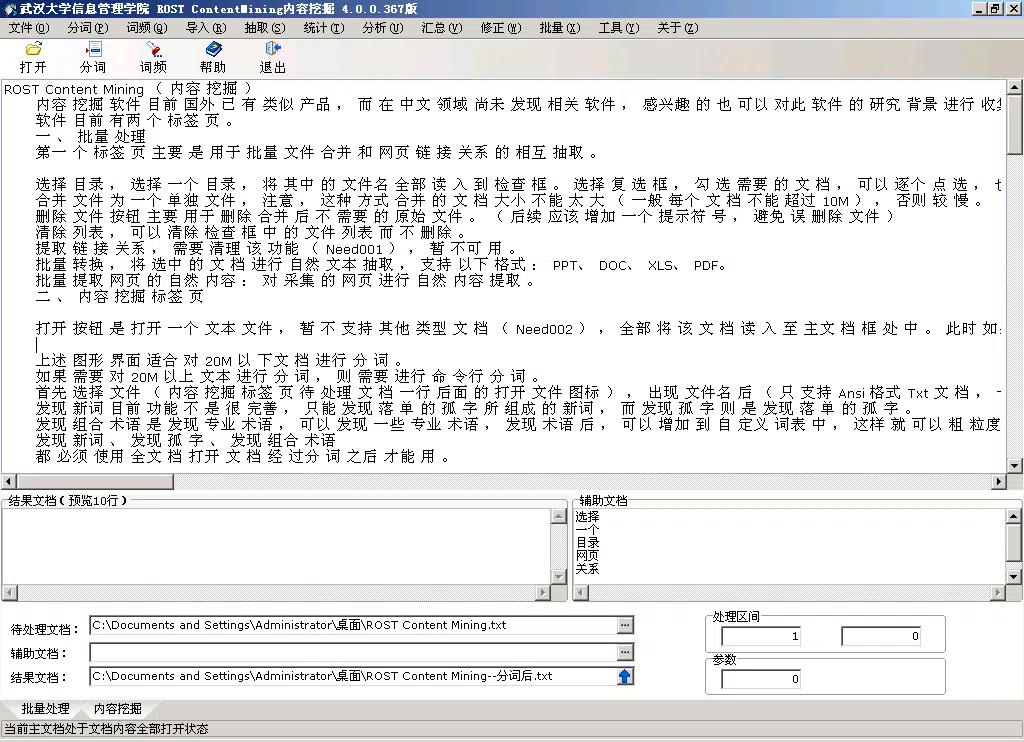 武汉大学信息管理学院 ROST ContentMining内容挖掘 4.0.0.367版
文件(O) 分词(P) 词频(Q) 导入(R) 抽取(S) 统计(T) 分析(U) 汇总(V) 修正(W) 批量(X) 工具(Y) 关于(Z)
打开 分词 词频 帮助 退出
ROST Content Mining （ 内容 挖掘 ）
内容 挖掘 软件 目前 国外 已 有 类似 产品 ， 而 在 中文 领域 尚未 发现 相关 软件 ， 感兴趣 的 也 可以 对此 软件 的 研究 背景 进行 收
软件 目前 有 两 个 标签 页 。
一 、 批量 处理
第一 个 标签 页 主要 是 用于 批量 文件 合并 和 网页 链接 关系 的 相互 抽取 。
选择 目录 ， 选择 一个 目录 ， 将 其中 的 文件名 全部 读 入 到 检查 框 。 选择 复选 框 ， 勾选 需要 的 文档 ， 可以 逐个 点选 ，
合并 文件 为 一个 单独 文件 ， 注意 ， 这种 方式 合并 的 文档 大小 不能 太大 （ 一般 每个 文档 不能 超过 10M ） ， 否则 较 慢 。
删除 文件 按钮 主要 用于 删除 合并 后 不 需要 的 原始 文件 。 （ 后续 应该 增加 一个 提示 符号 ， 避免 误 删除 文件 ）
清除 列表 ， 可以 清除 检查 框 中 的 文件 列表 而 不 删除 。
提取 链接 关系 ， 需要 清理 该 功能 （ Need001 ） ， 暂 不可 用 。
批量 转换 ， 将 选中 的 文档 进行 自然 文本 抽取 ， 支持 以下 格式 ： PPT、 DOC、 XLS、 PDF。
批量 提取 网页 的 自然 内容 ： 对 采集 的 网页 进行 自然 内容 提取 。
二 、 内容 挖掘 标签 页
打开 按钮 是 打开 一个 文本 文件 ， 暂 不 支持 其他 类型 文档 （ Need002 ） ， 全部 将 该 文档 读 入 至 主文档 框 处 中 。 此时 如
上述 图形 界面 适合 对 20M 以 下文 档 进行 分词 。
如果 需要 对 20M 以上 文本 进行 分词 ， 则 需要 进行 命令行 分词 。
首先 选择 文件 （ 内容 挖掘 标签 页 待 处理 文档 一行 后面 的 打开 文件 图标 ） ， 出现 文件名 后 （ 只 支持 Ansi 格式 Txt 文档 ，
发现 新词 目前 功能 不 是 很 完善 ， 只能 发现 落单 的 孤字 所 组成 的 新词 ， 而 发现 孤字 则 是 发现 落单 的 孤字 。
发现 组合 术语 是 发现 专业 术语 ， 可以 发现 一些 专业 术语 ， 发现 术语 后 ， 可以 增加 到 自定义 词表 中 ， 这样 就 可以 粗 粒度
发现 新词 、 发现 孤字 、 发现 组合 术语
都 必须 使用 全文档 打开 文档 经过 分词 之后 才能 用 。
结果文档(预览10行) 辅助文档
选择
一个
目录
网页
关系
待处理文档： C:\Documents and Settings\Administrator\桌面\ROST Content Mining.txt ...
辅助文档： ...
结果文档： C:\Documents and Settings\Administrator\桌面\ROST Content Mining--分词后.txt
处理区间
1 0
参数
0
批量处理 内容挖掘
当前主文档处于文档内容全部打开状态